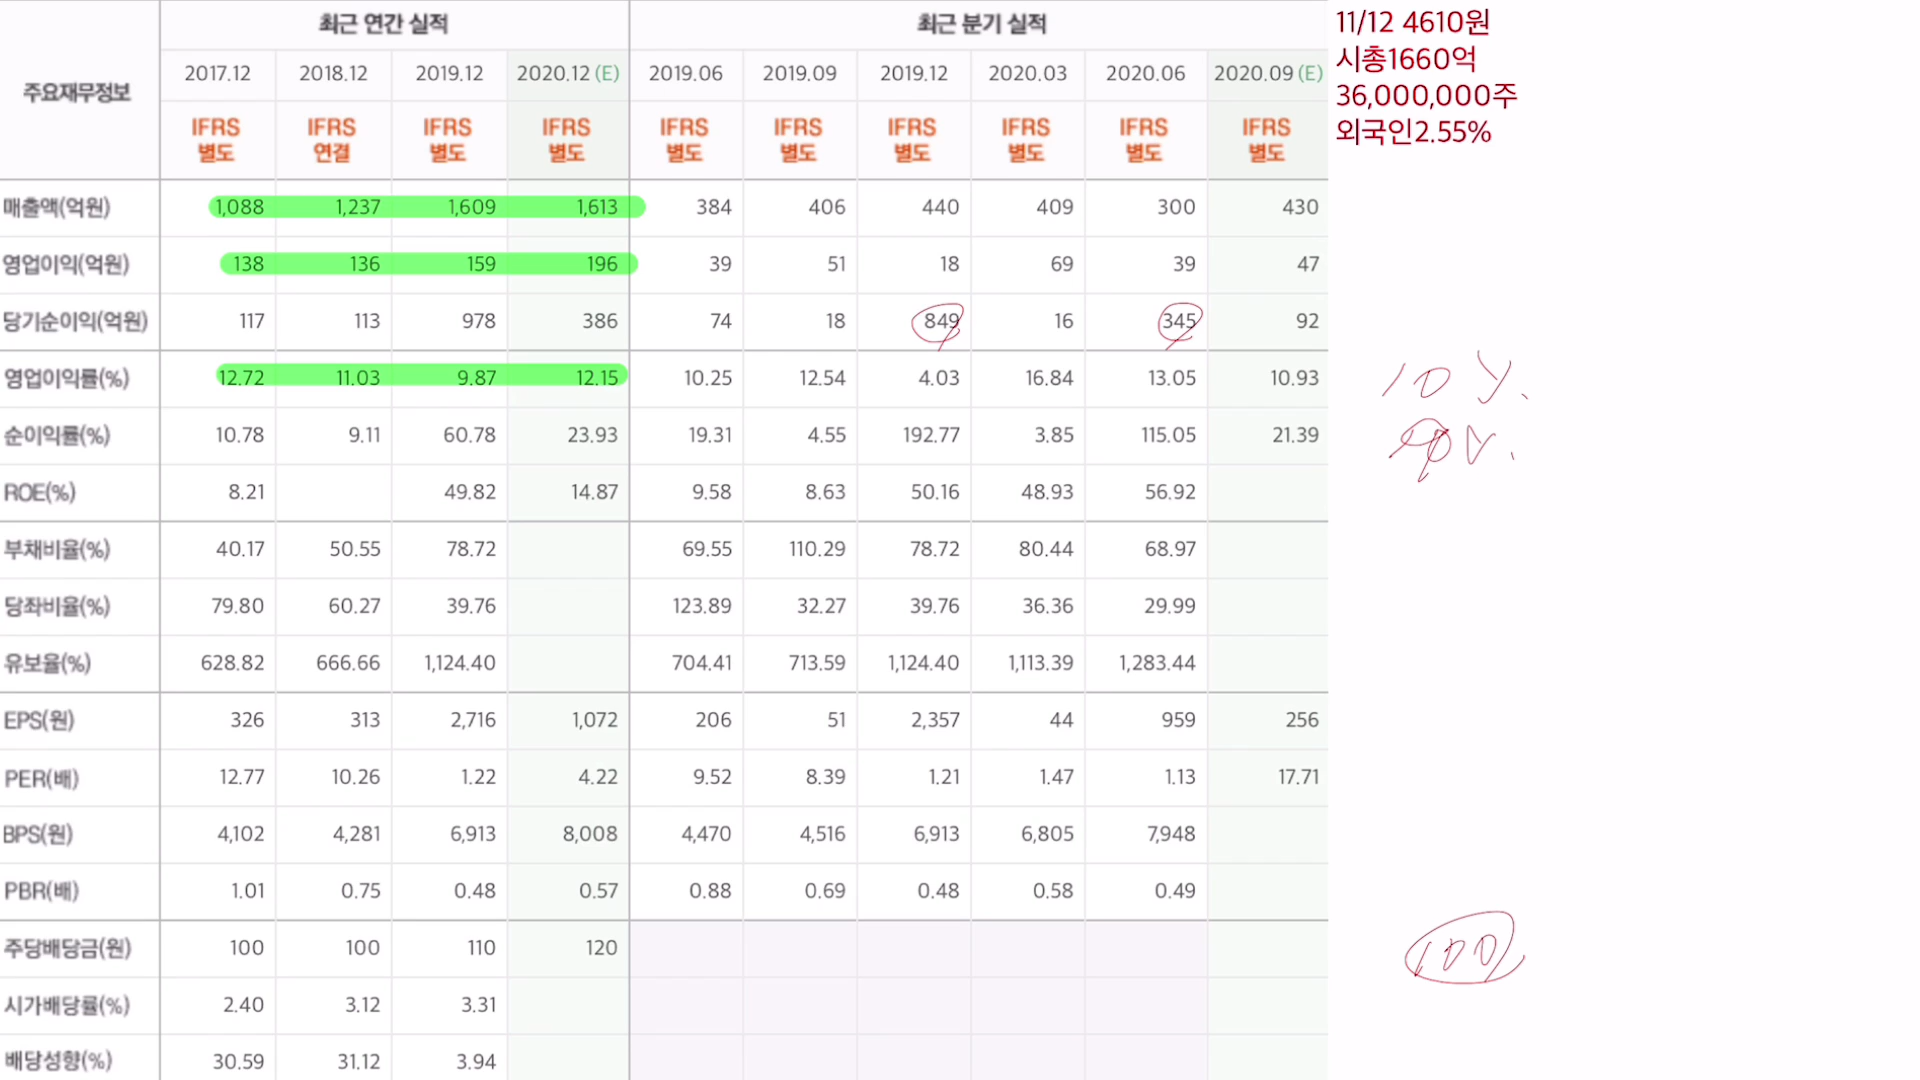 최근 연간 실적 최근 분기 실적
주요재무정보 2017.12 2018.12 2019.12 2020.12 (E) 2019.06 2019.09 2019.12 2020.03 2020.06 2020.09 (E)
IFRS IFRS IFRS IFRS IFRS IFRS IFRS IFRS IFRS IFRS
별도 연결 별도 별도 별도 별도 별도 별도 별도 별도
매출액(억원) 1,088 1,237 1,609 1,613 384 406 440 409 300 430
영업이익(억원) 138 136 159 196 39 51 18 69 39 47
당기순이익(억원) 117 113 978 386 74 18 849 16 345 92
영업이익률(%) 12.72 11.03 9.87 12.15 10.25 12.54 4.03 16.84 13.05 10.93
순이익률(%) 10.78 9.11 60.78 23.93 19.31 4.55 192.77 3.85 115.05 21.39
ROE(%) 8.21 49.82 14.87 9.58 8.63 50.16 48.93 56.92
부채비율(%) 40.17 50.55 78.72 69.55 110.29 78.72 80.44 68.97
당좌비율(%) 79.80 60.27 39.76 123.89 32.27 39.76 36.36 29.99
유보율(%) 628.82 666.66 1,124.40 704.41 713.59 1,124.40 1,113.39 1,283.44
EPS(원) 326 313 2,716 1,072 206 51 2,357 44 959 256
PER(배) 12.77 10.26 1.22 4.22 9.52 8.39 1.21 1.47 1.13 17.71
BPS(원) 4,102 4,281 6,913 8,008 4,470 4,516 6,913 6,805 7,948
PBR(배) 1.01 0.75 0.48 0.57 0.88 0.69 0.48 0.58 0.49
주당배당금(원) 100 100 110 120
시가배당률(%) 2.40 3.12 3.31
배당성향(%) 30.59 31.12 3.94
11/12 4610원
시총1660억
36,000,000주
외국인2.55%
10%
100